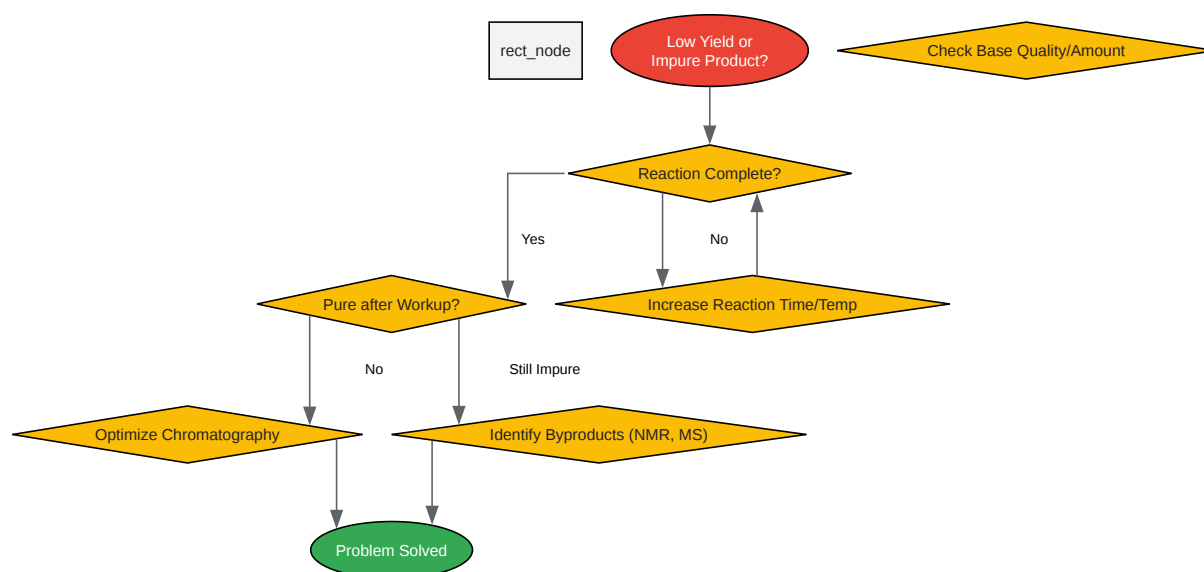 rect_node
Low Yield or
Impure Product?
Check Base Quality/Amount
Reaction Complete?
Yes
No
Pure after Workup?
Increase Reaction Time/Temp
No
Still Impure
Optimize Chromatography
Identify Byproducts (NMR, MS)
Problem Solved